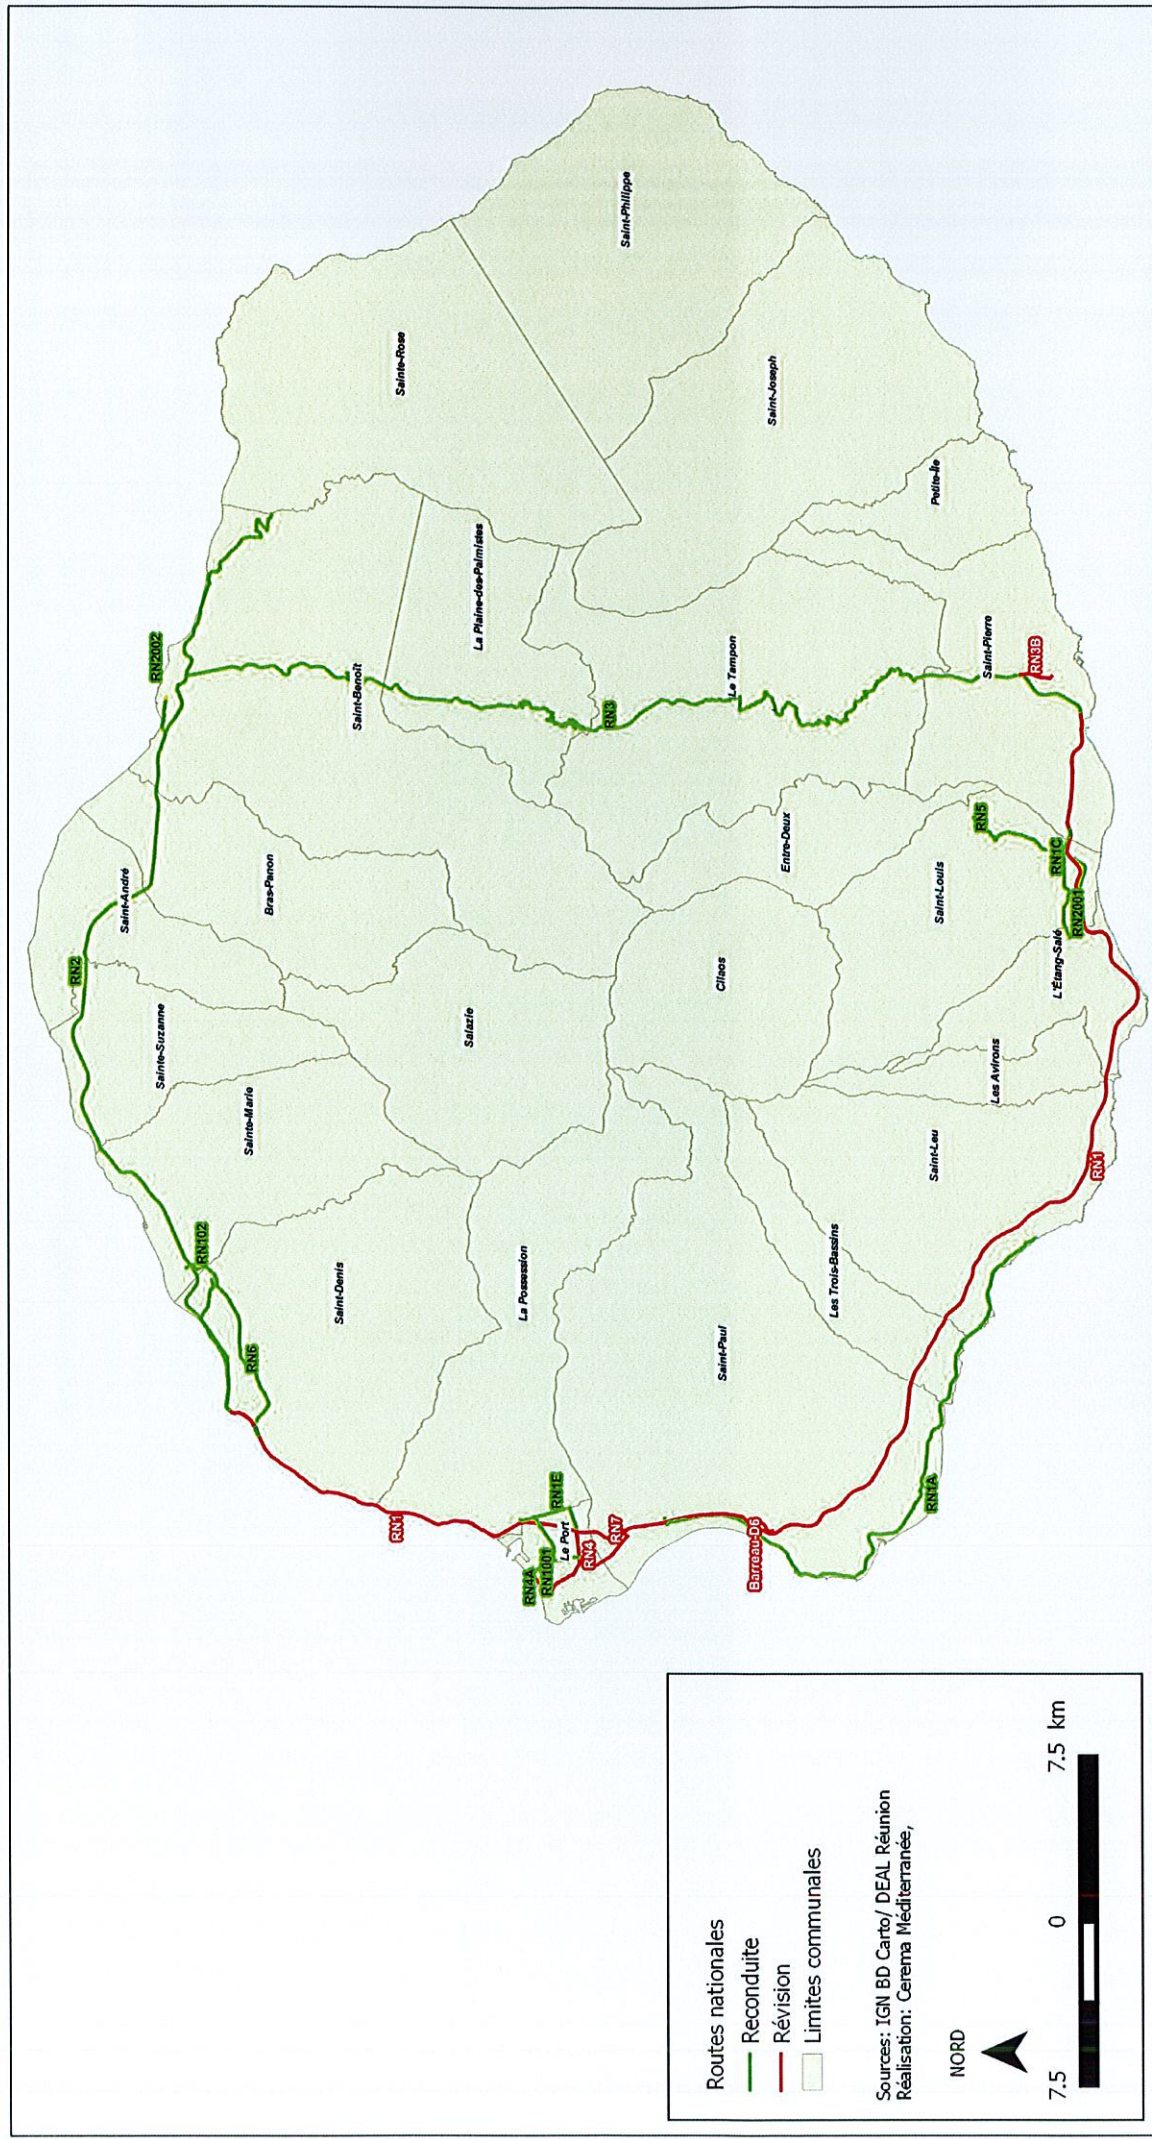 RN2002
Saint-Philippe
Sainte-Rose
Saint-Joseph
Petite-Île
La Plaine-des-Palmistes
Saint-Benoît
RN3
Le Tampon
Saint-Pierre
RN3B
Saint-André
Bras-Panon
Entre-Deux
RN5
RN1C
RN2001
Saint-Louis
L'Étang-Salé
RN2
Sainte-Suzanne
Salazie
Cilaos
Les Avirons
Sainte-Marie
Saint-Leu
RN1
RN102
RN6
Saint-Denis
La Possession
Les Trois-Bassins
Saint-Paul
RN1
RN1E
Le Port
RN7
RN4
RN1001
RN4A
Barreau-D6
RN1A
Routes nationales
Reconduite
Révision
Limites communales
Sources: IGN BD Carto/ DEAL Réunion
Réalisation: Cerema Méditerranée,
NORD
7.5 0 7.5 km